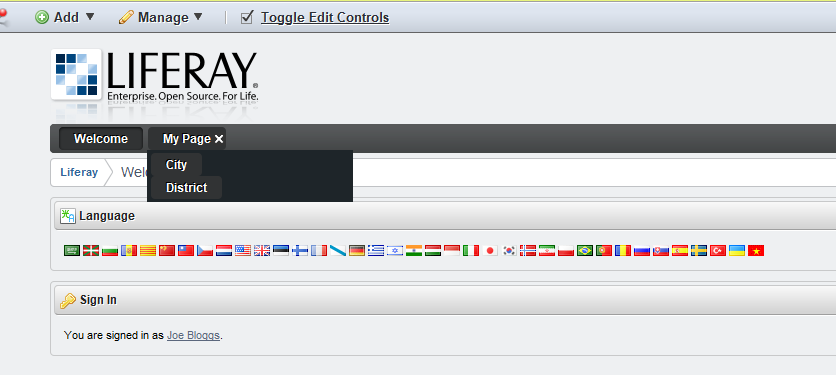 Add Manage Toggle Edit Controls
LIFERAY®
Enterprise. Open Source. For Life.
Welcome My Page
City
District
Liferay Welc
Language
Sign In
You are signed in as Joe Bloggs.